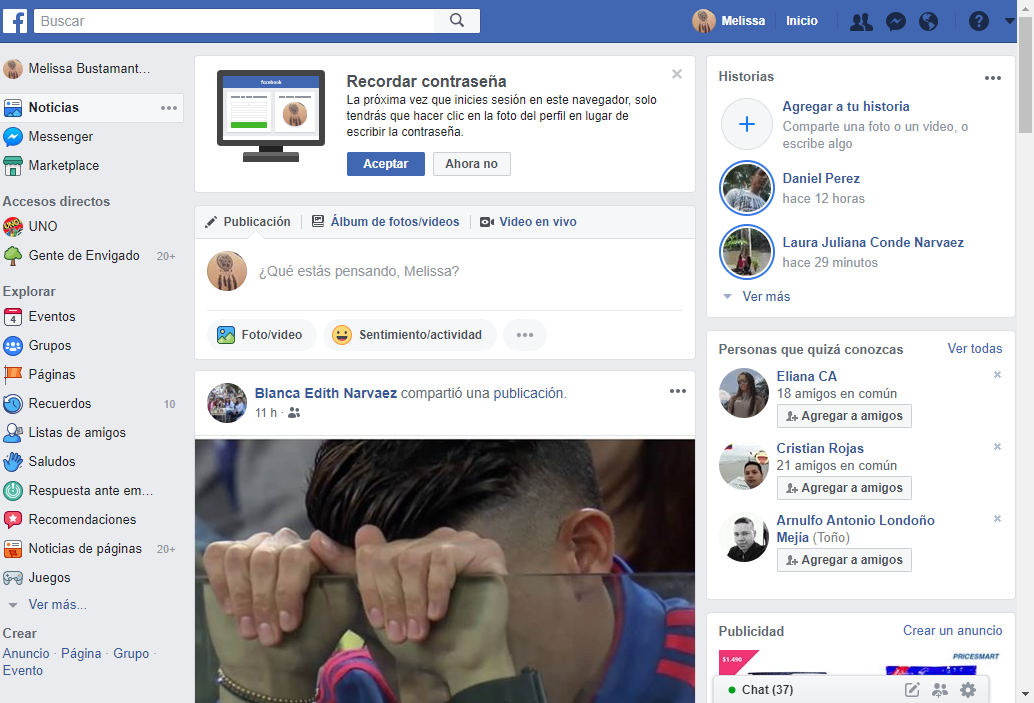 Buscar
Melissa
Inicio
Melissa Bustamant...
Noticias
Messenger
Marketplace
Accesos directos
UNO
Gente de Envigado 20+
Explorar
4
Eventos
Grupos
Páginas
Recuerdos 10
Listas de amigos
Saludos
Respuesta ante em...
Recomendaciones
Noticias de páginas 20+
Juegos
Ver más...
Crear
Anuncio · Página · Grupo ·
Evento
facebook
Recordar contraseña
La próxima vez que inicies sesión en este navegador, solo
tendrás que hacer clic en la foto del perfil en lugar de
escribir la contraseña.
Aceptar
Ahora no
Publicación
Álbum de fotos/videos
Video en vivo
¿Qué estás pensando, Melissa?
Foto/video
Sentimiento/actividad
Blanca Edith Narvaez compartió una publicación.
11 h ·
Historias
Agregar a tu historia
Comparte una foto o un video, o
escribe algo
Daniel Perez
hace 12 horas
Laura Juliana Conde Narvaez
hace 29 minutos
Ver más
Personas que quizá conozcas
Ver todas
Eliana CA
18 amigos en común
Agregar a amigos
Cristian Rojas
21 amigos en común
Agregar a amigos
Arnulfo Antonio Londoño
Mejía (Toño)
Agregar a amigos
Publicidad
Crear un anuncio
$1.490
PRICESMART
Chat (37)